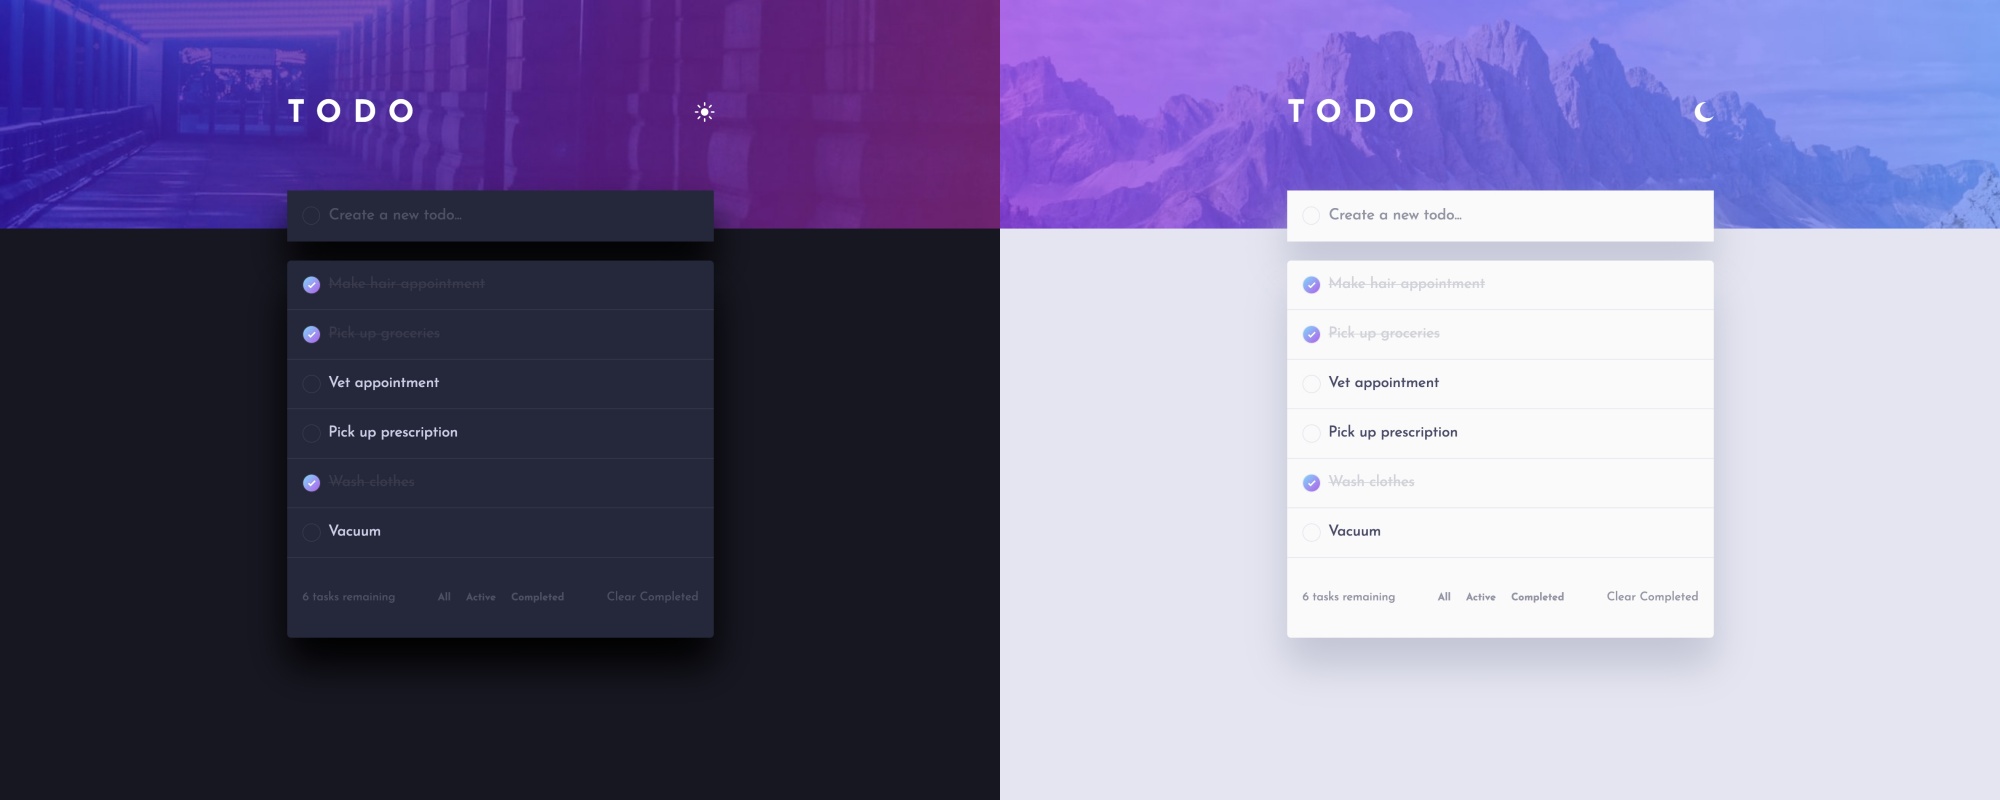 TODO
Create a new todo...
Make hair appointment
Pick up groceries
Vet appointment
Pick up prescription
Wash clothes
Vacuum
6 tasks remaining All Active Completed Clear Completed
TODO
Create a new todo...
Make hair appointment
Pick up groceries
Vet appointment
Pick up prescription
Wash clothes
Vacuum
6 tasks remaining All Active Completed Clear Completed